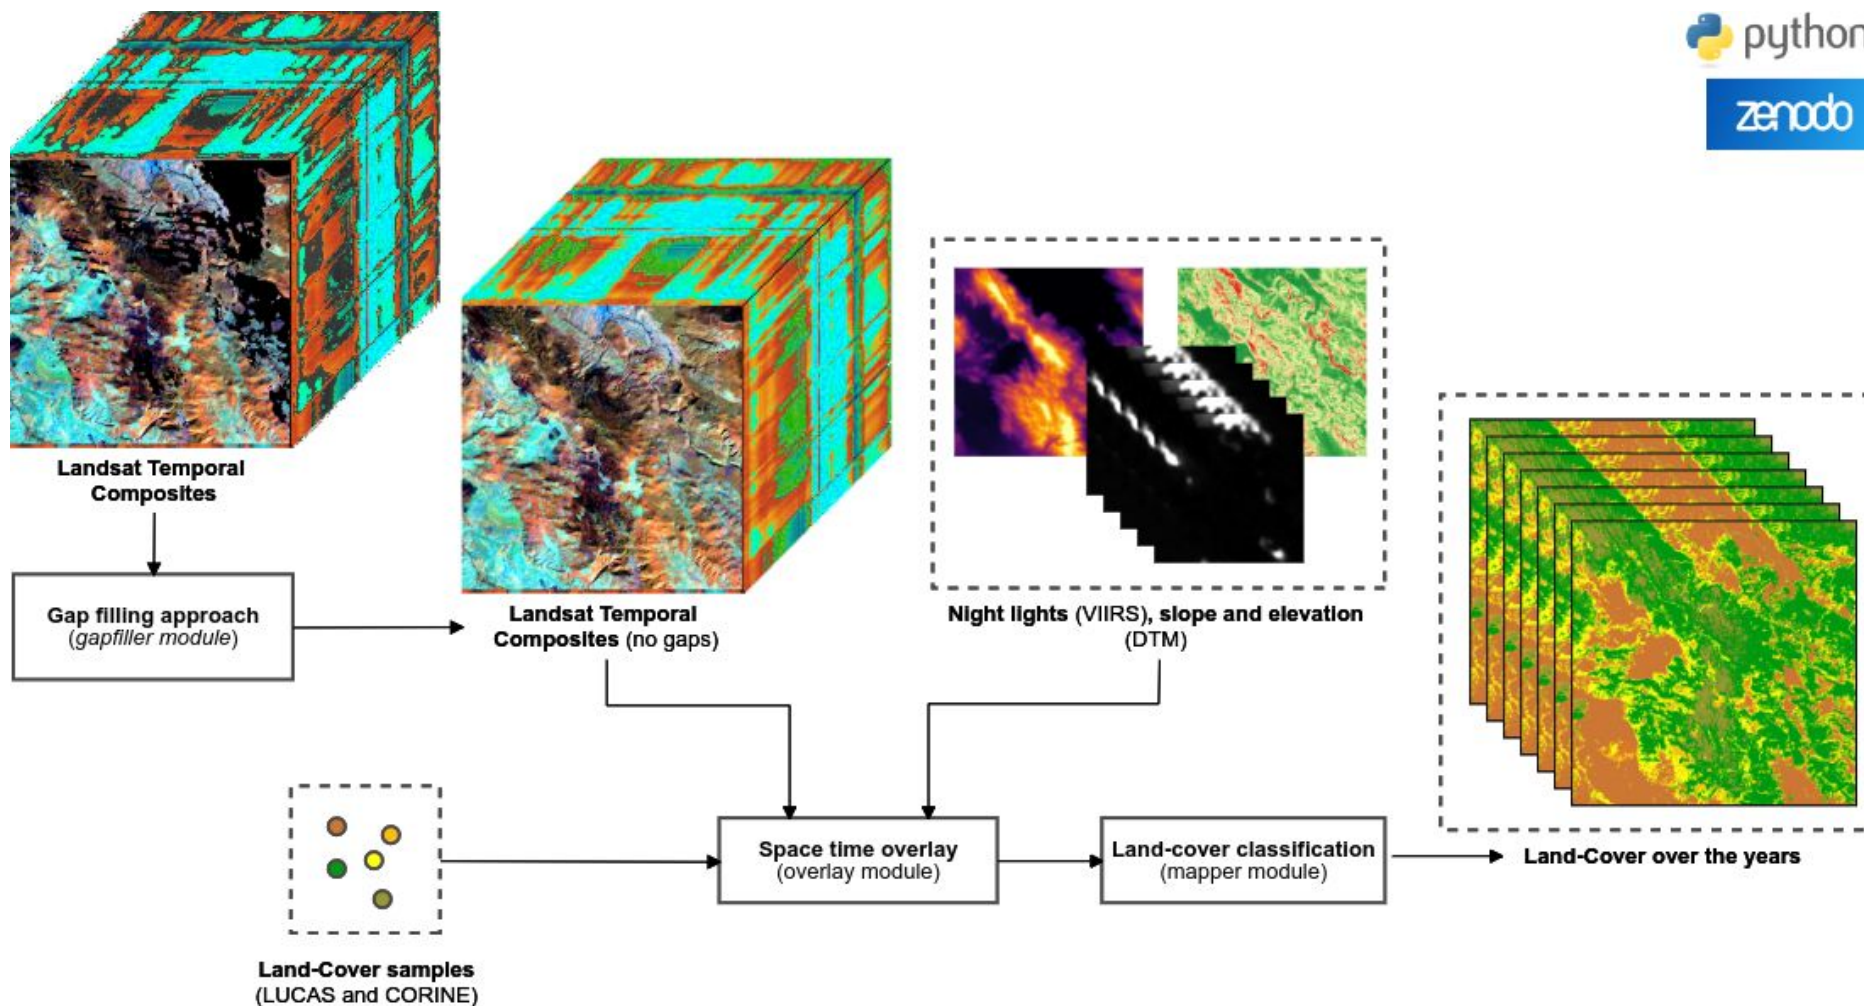 python
zenodo
Landsat Temporal
Composites
Gap filling approach
(gapfiller module)
Landsat Temporal
Composites (no gaps)
Night lights (VIIRS), slope and elevation
(DTM)
Space time overlay
(overlay module)
Land-cover classification
(mapper module)
Land-Cover over the years
Land-Cover samples
(LUCAS and CORINE)